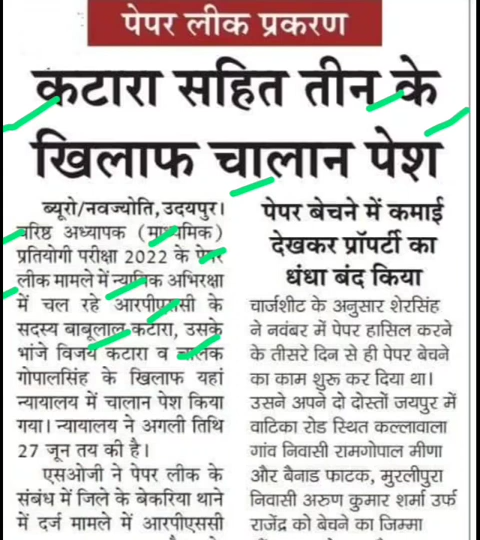 पेपर लीक प्रकरण
कटारा सहित तीन के
खिलाफ चालान पेश
ब्यूरो/नवज्योति, उदयपुर।
वरिष्ठ अध्यापक (माध्यमिक)
प्रतियोगी परीक्षा 2022 के पेपर
लीक मामले में न्यायिक अभिरक्षा
में चल रहे आरपीएससी के
सदस्य बाबूलाल कटारा, उसके
भांजे विजय कटारा व चालक
गोपालसिंह के खिलाफ यहां
न्यायालय में चालान पेश किया
गया। न्यायालय ने अगली तिथि
27 जून तय की है।
एसओजी ने पेपर लीक के
संबंध में जिले के बेकरिया थाने
में दर्ज मामले में आरपीएससी
पेपर बेचने में कमाई
देखकर प्रॉपर्टी का
धंधा बंद किया
चार्जशीट के अनुसार शेरसिंह
ने नवंबर में पेपर हासिल करने
के तीसरे दिन से ही पेपर बेचने
का काम शुरू कर दिया था।
उसने अपने दो दोस्तों जयपुर में
वाटिका रोड स्थित कल्लावाला
गांव निवासी रामगोपाल मीणा
और बैनाड फाटक, मुरलीपुरा
निवासी अरुण कुमार शर्मा उर्फ
राजेंद्र को बेचने का जिम्मा